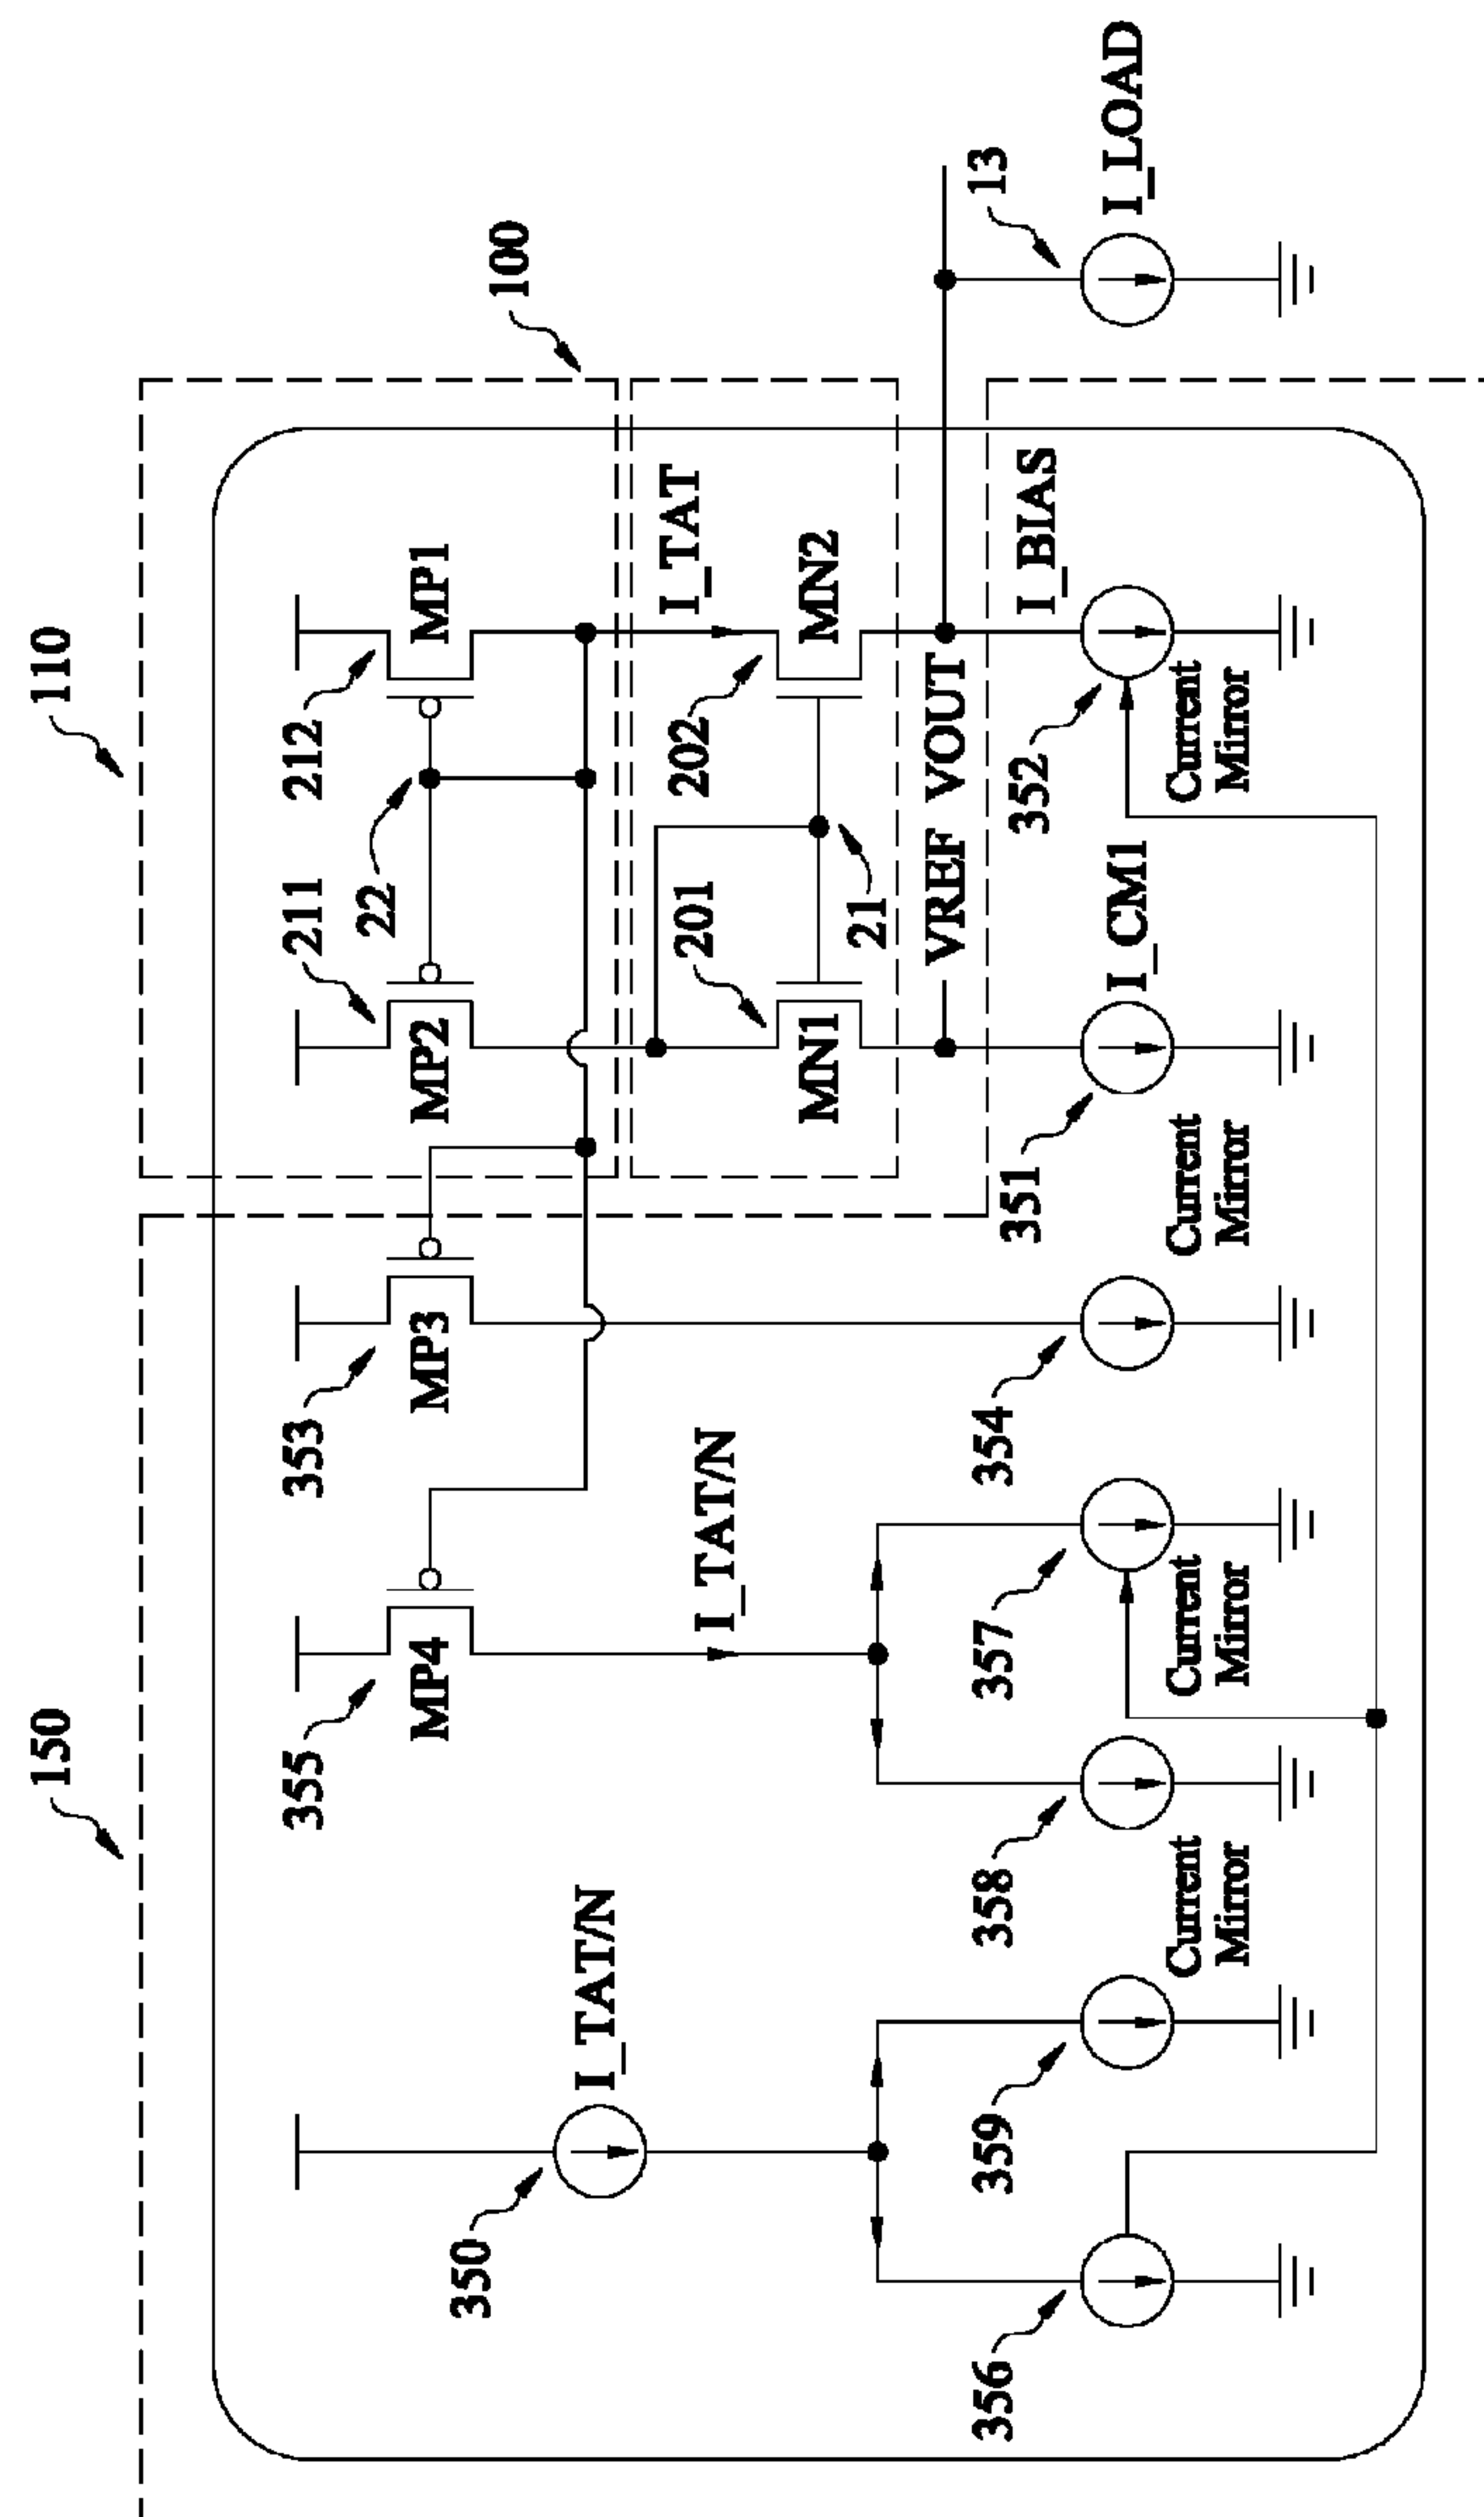 150
110
100
350
I_TAT/N
355
MP4
353
MP3
211
MP2
22
212
MP1
I_TAT/N
I_TAT
201
MN1
21
202
MN2
VREF VOUT
13
I_LOAD
356
359
358
357
354
351
I_CM1
352
I_BIAS
Current
Mirror
Current
Mirror
Current
Mirror
Current
Mirror